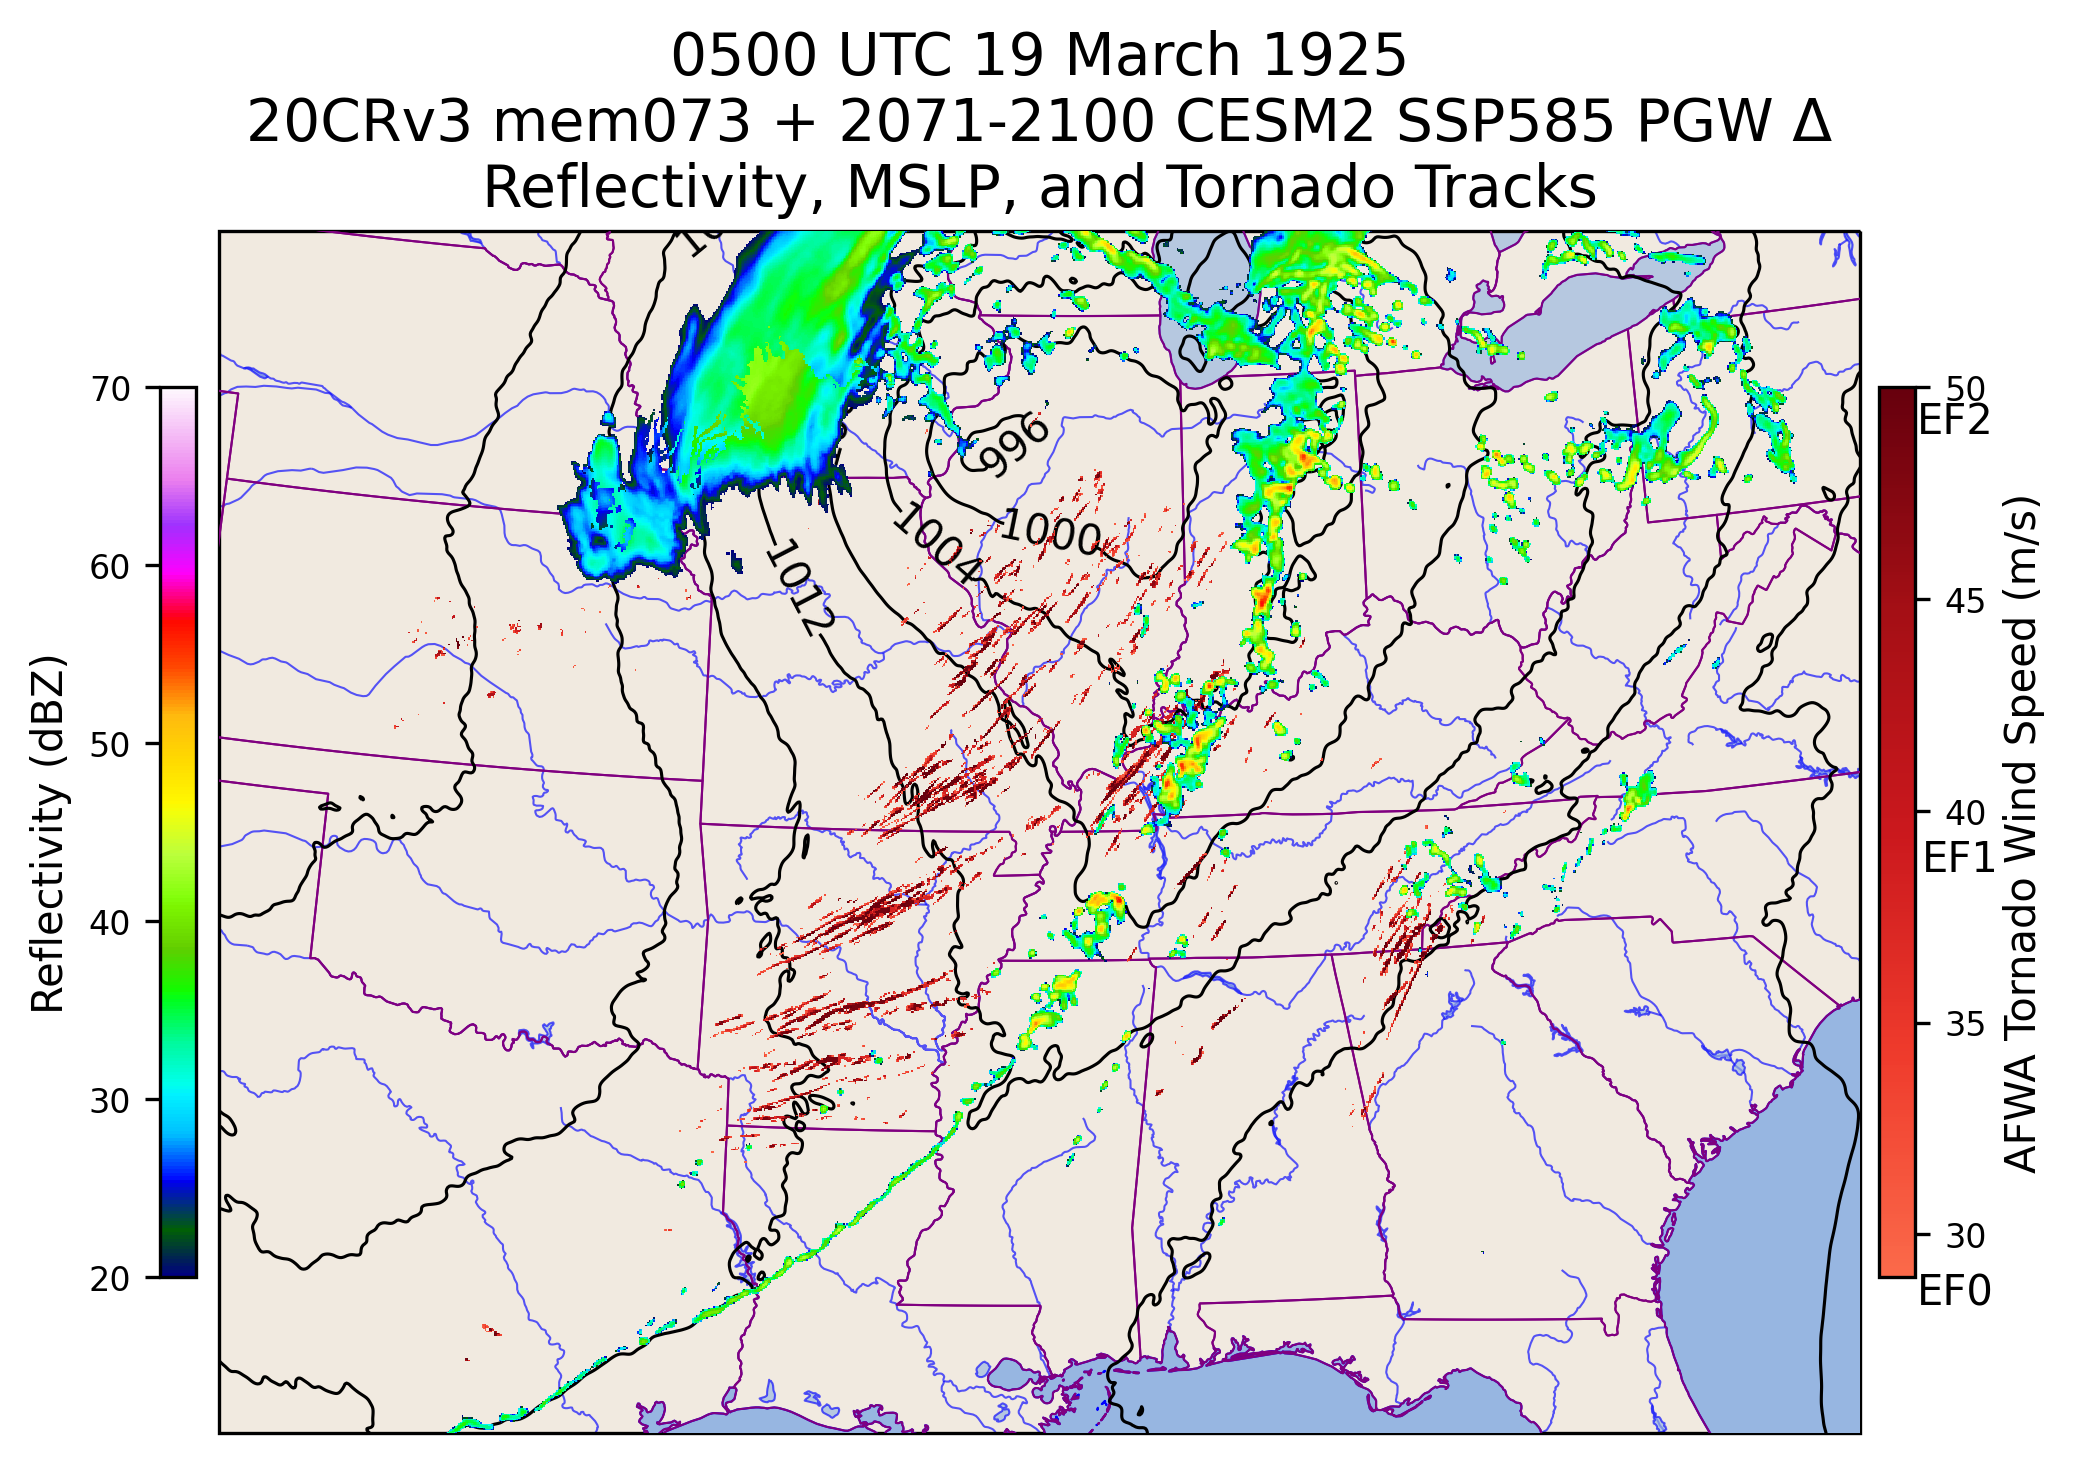 0500 UTC 19 March 1925
20CRv3 mem073 + 2071-2100 CESM2 SSP585 PGW Δ
Reflectivity, MSLP, and Tornado Tracks
70
60
50
40
30
20
Reflectivity (dBZ)
996
1000
1004
1012
50
EF2
45
40
EF1
35
30
EF0
AFWA Tornado Wind Speed (m/s)